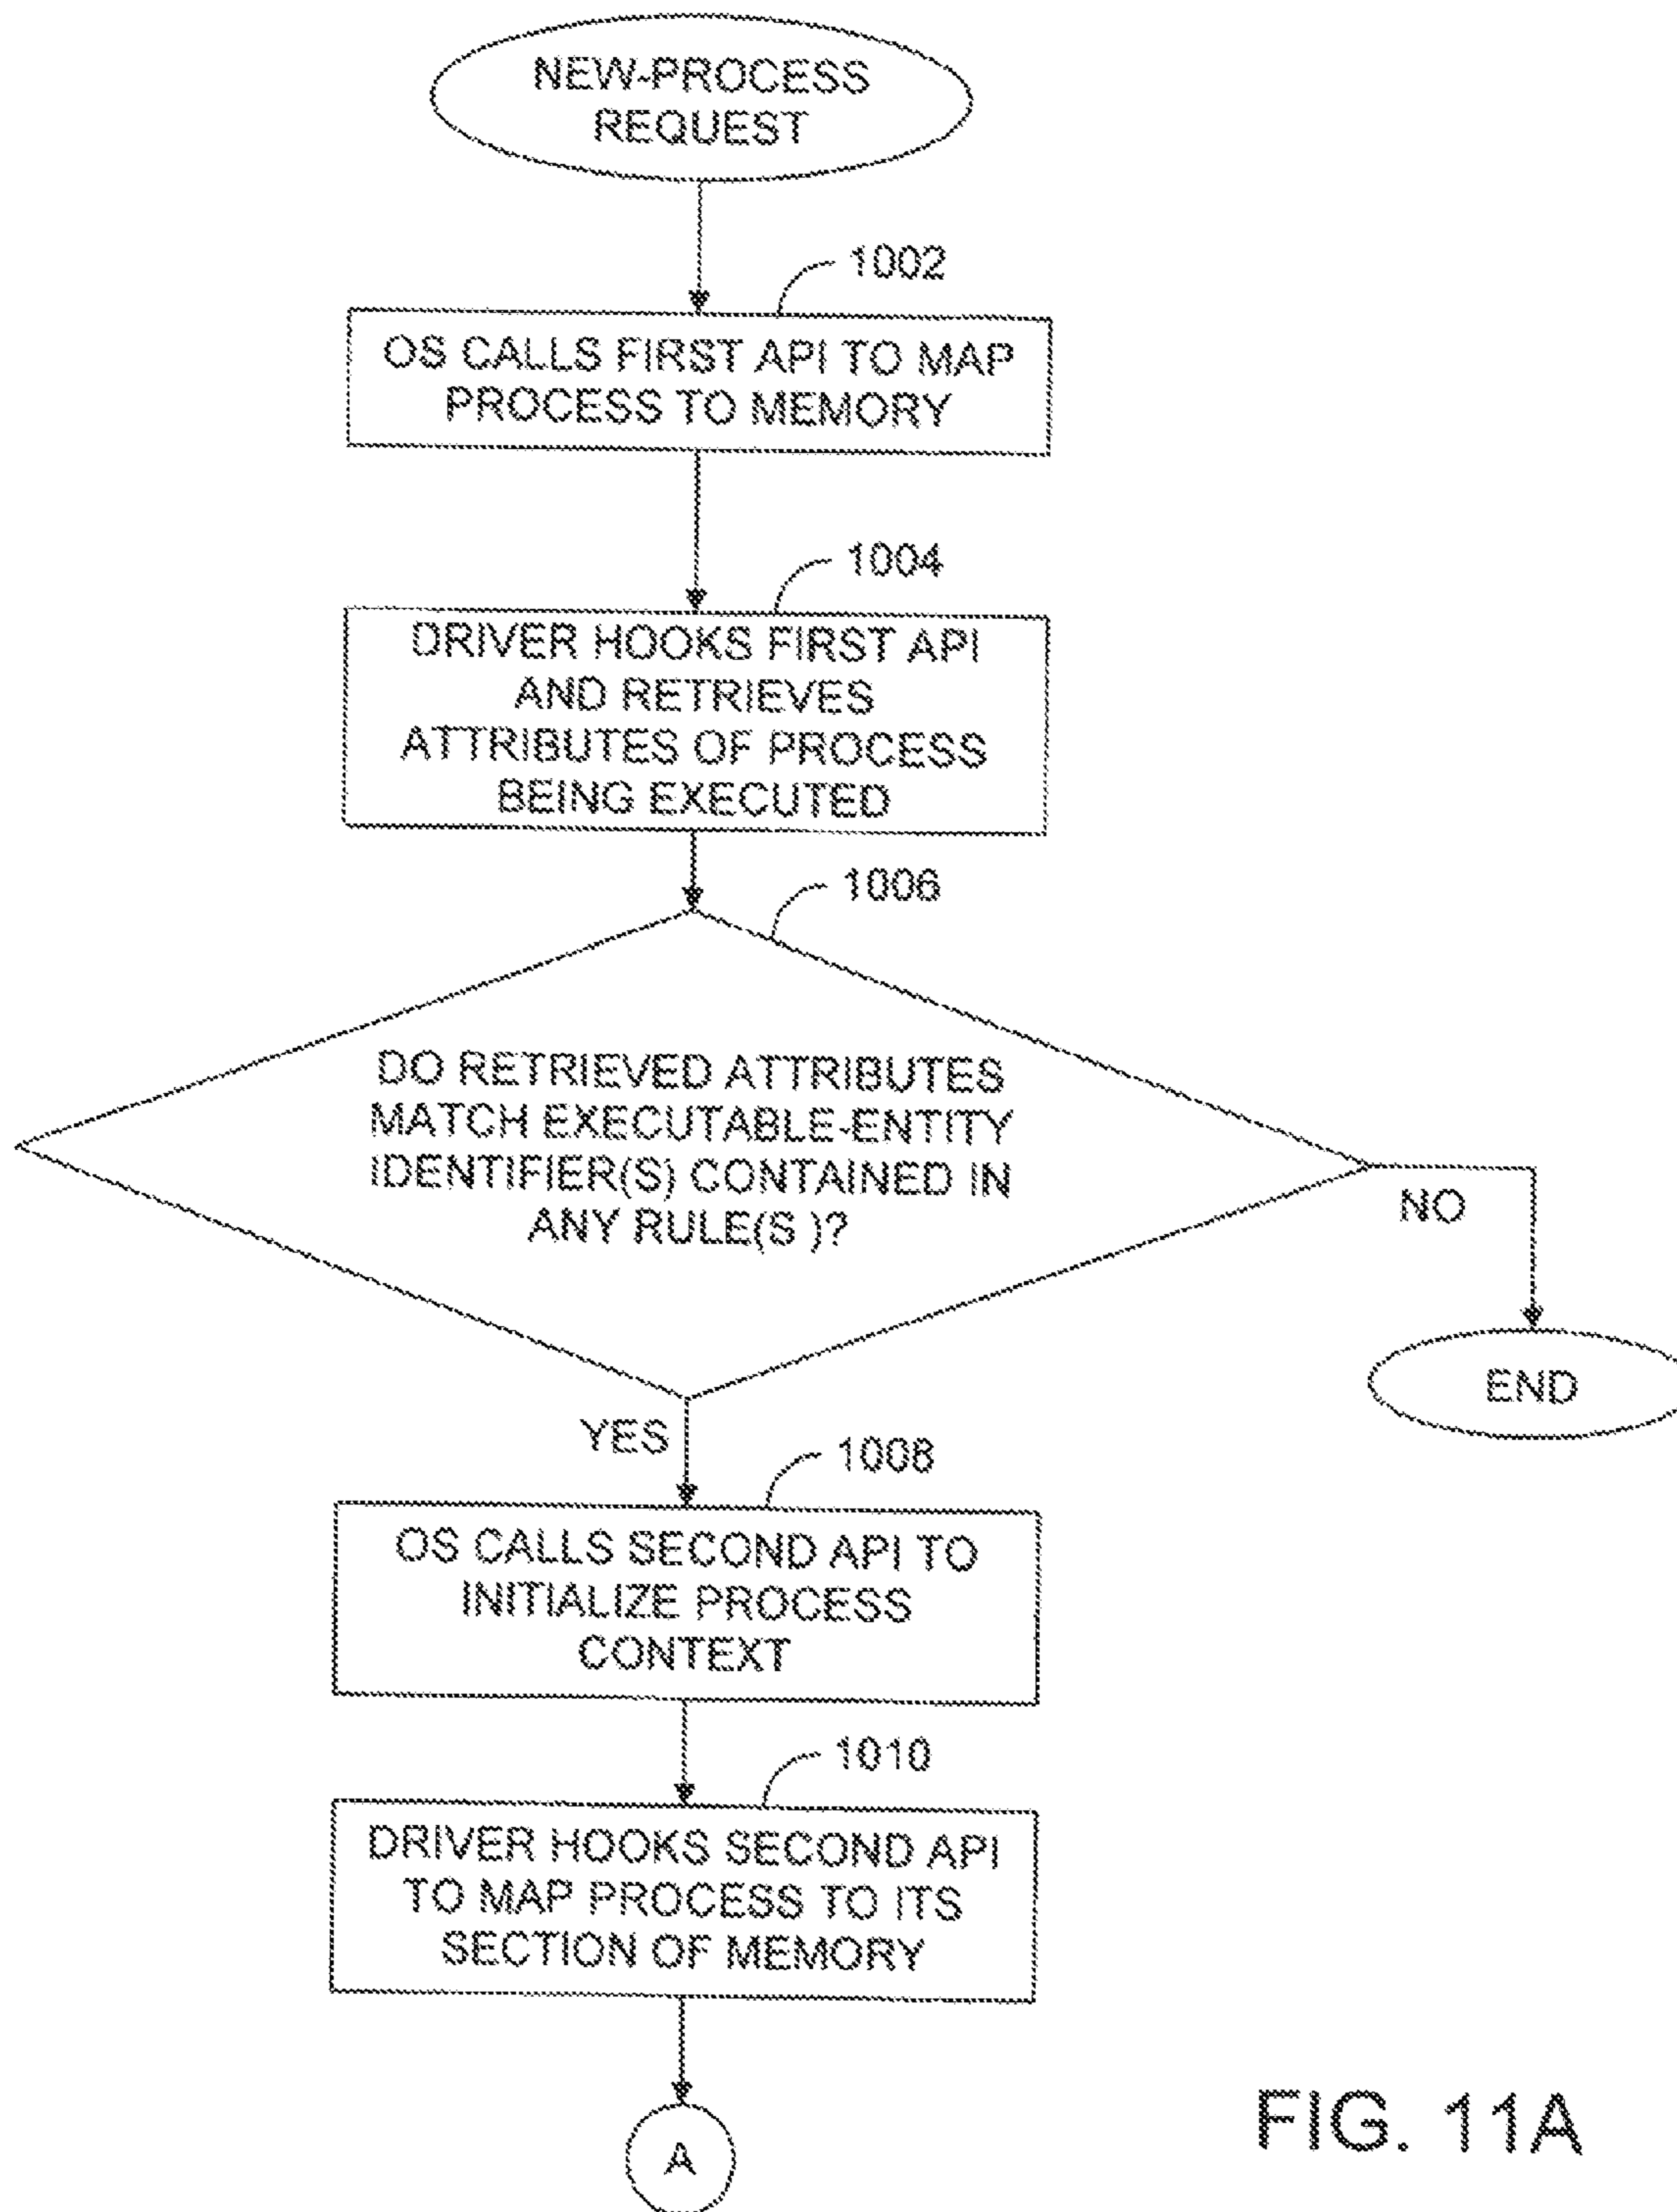 NEW-PROCESS
REQUEST
1002
OS CALLS FIRST API TO MAP
PROCESS TO MEMORY
1004
DRIVER HOOKS FIRST API
AND RETRIEVES
ATTRIBUTES OF PROCESS
BEING EXECUTED
1006
DO RETRIEVED ATTRIBUTES
MATCH EXECUTABLE-ENTITY
IDENTIFIER(S) CONTAINED IN
ANY RULE(S )?
NO
END
YES
1008
OS CALLS SECOND API TO
INITIALIZE PROCESS
CONTEXT
1010
DRIVER HOOKS SECOND API
TO MAP PROCESS TO ITS
SECTION OF MEMORY
A
FIG. 11A